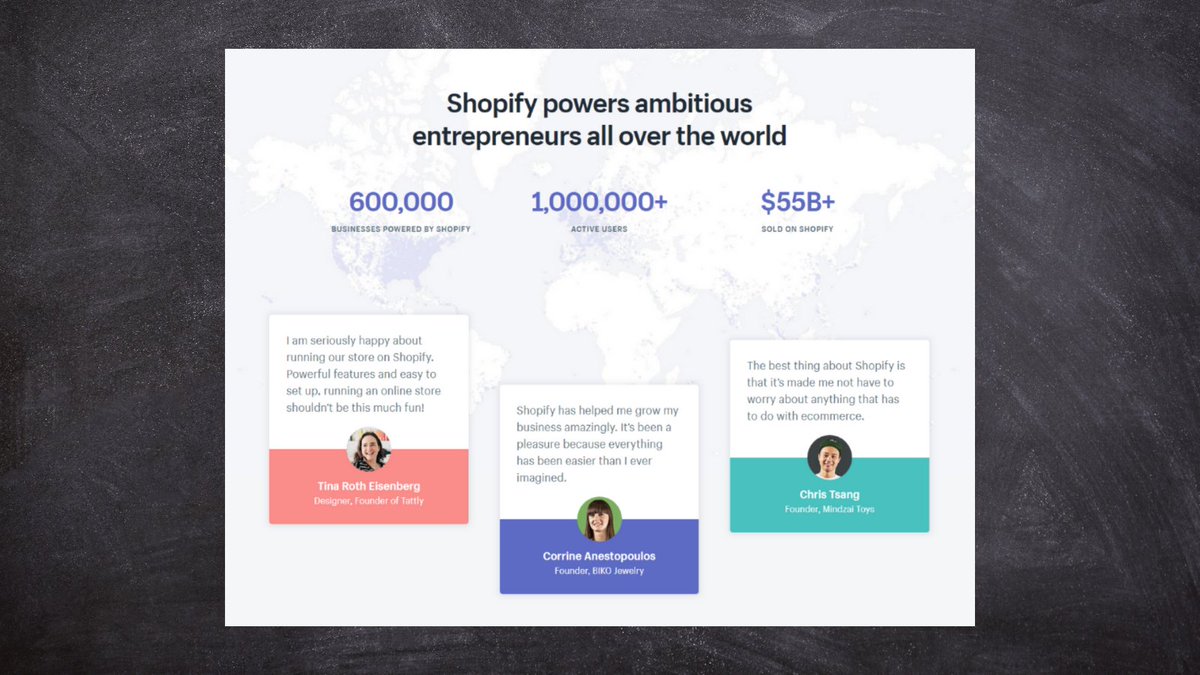 Shopify powers ambitious
entrepreneurs all over the world
600,000
BUSINESSES POWERED BY SHOPIFY
1,000,000+
ACTIVE USERS
$55B+
SOLD ON SHOPIFY
I am seriously happy about
running our store on Shopify.
Powerful features and easy to
set up, running an online store
shouldn't be this much fun!
Tina Roth Eisenberg
Designer, Founder of Tattly
Shopify has helped me grow my
business amazingly. It's been a
pleasure because everything
has been easier than I ever
imagined.
Corrine Anestopoulos
Founder, BIKO Jewelry
The best thing about Shopify is
that it's made me not have to
worry about anything that has
to do with ecommerce.
Chris Tsang
Founder, Mindzai Toys